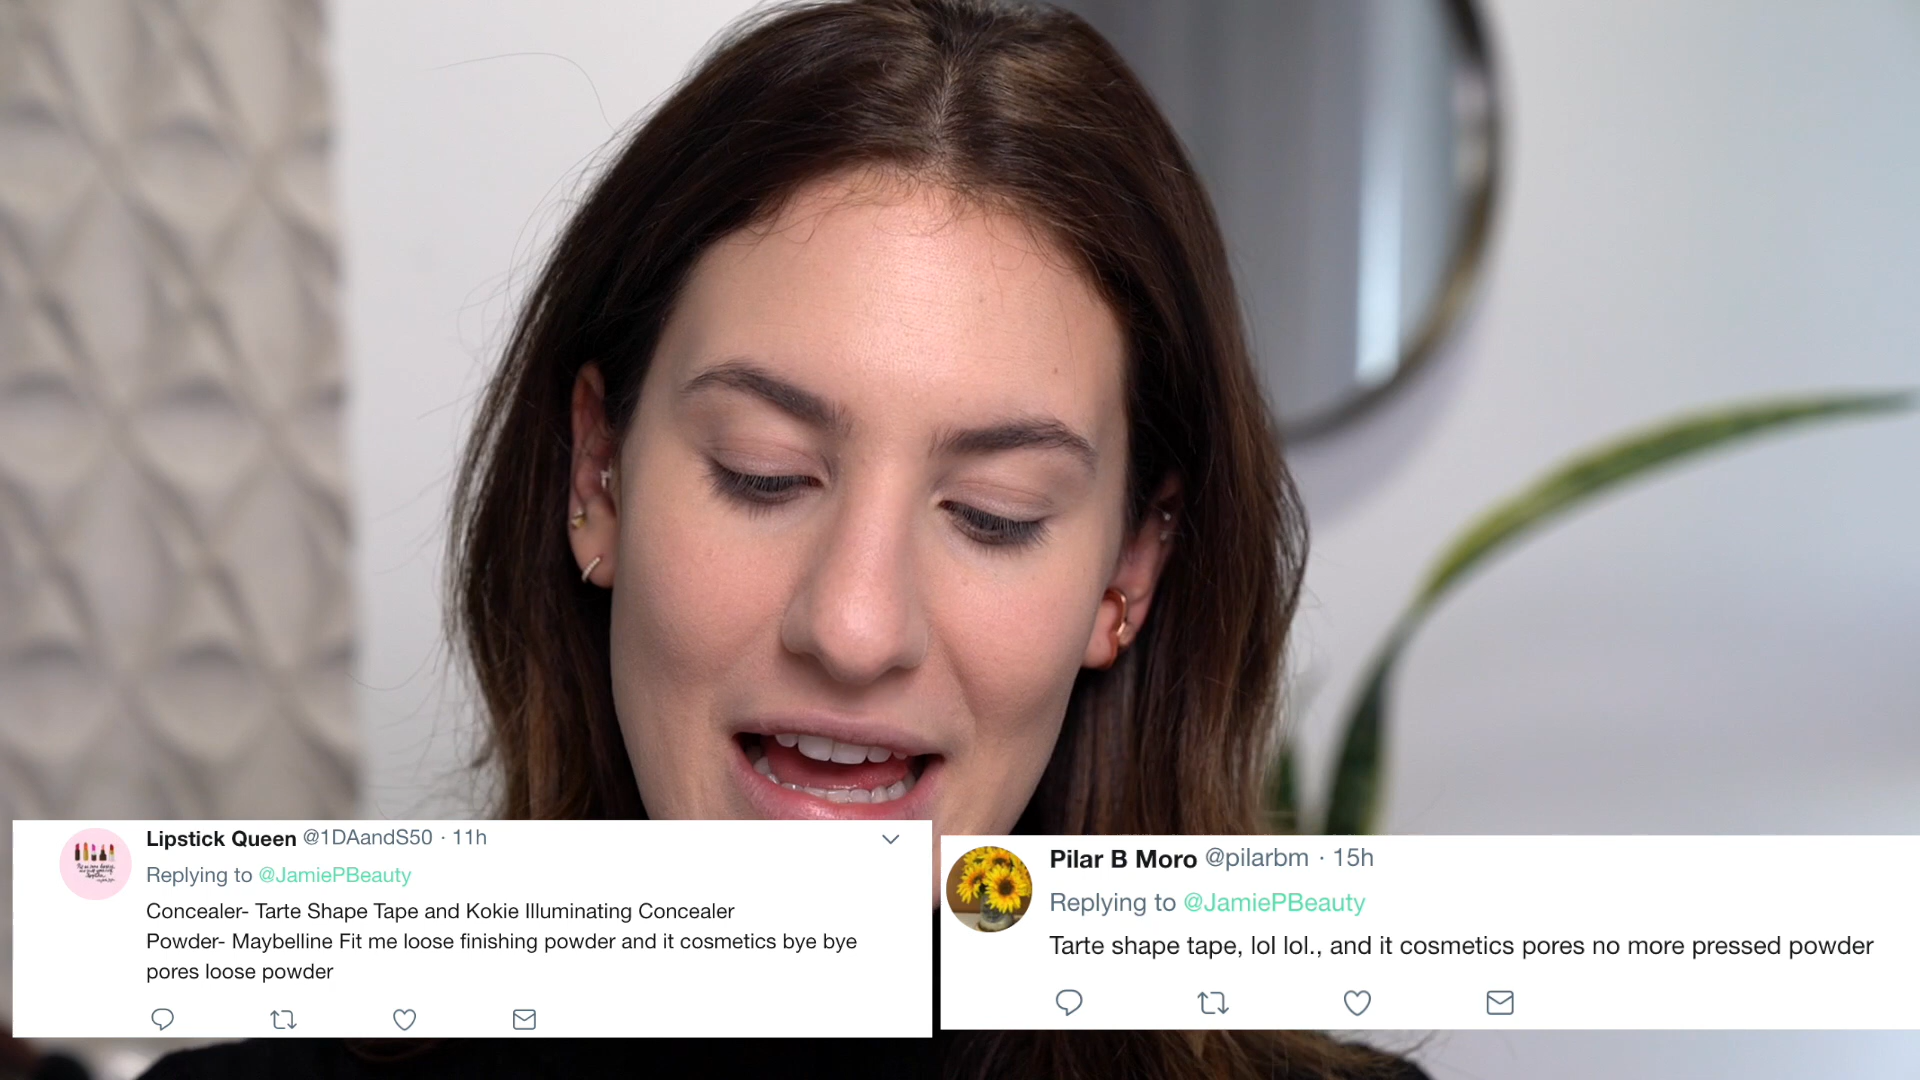 Lipstick Queen @1DAandS50 · 11h
Replying to @JamiePBeauty
Concealer- Tarte Shape Tape and Kokie Illuminating Concealer
Powder- Maybelline Fit me loose finishing powder and it cosmetics bye bye
pores loose powder
Pilar B Moro @pilarbm · 15h
Replying to @JamiePBeauty
Tarte shape tape, lol lol., and it cosmetics pores no more pressed powder